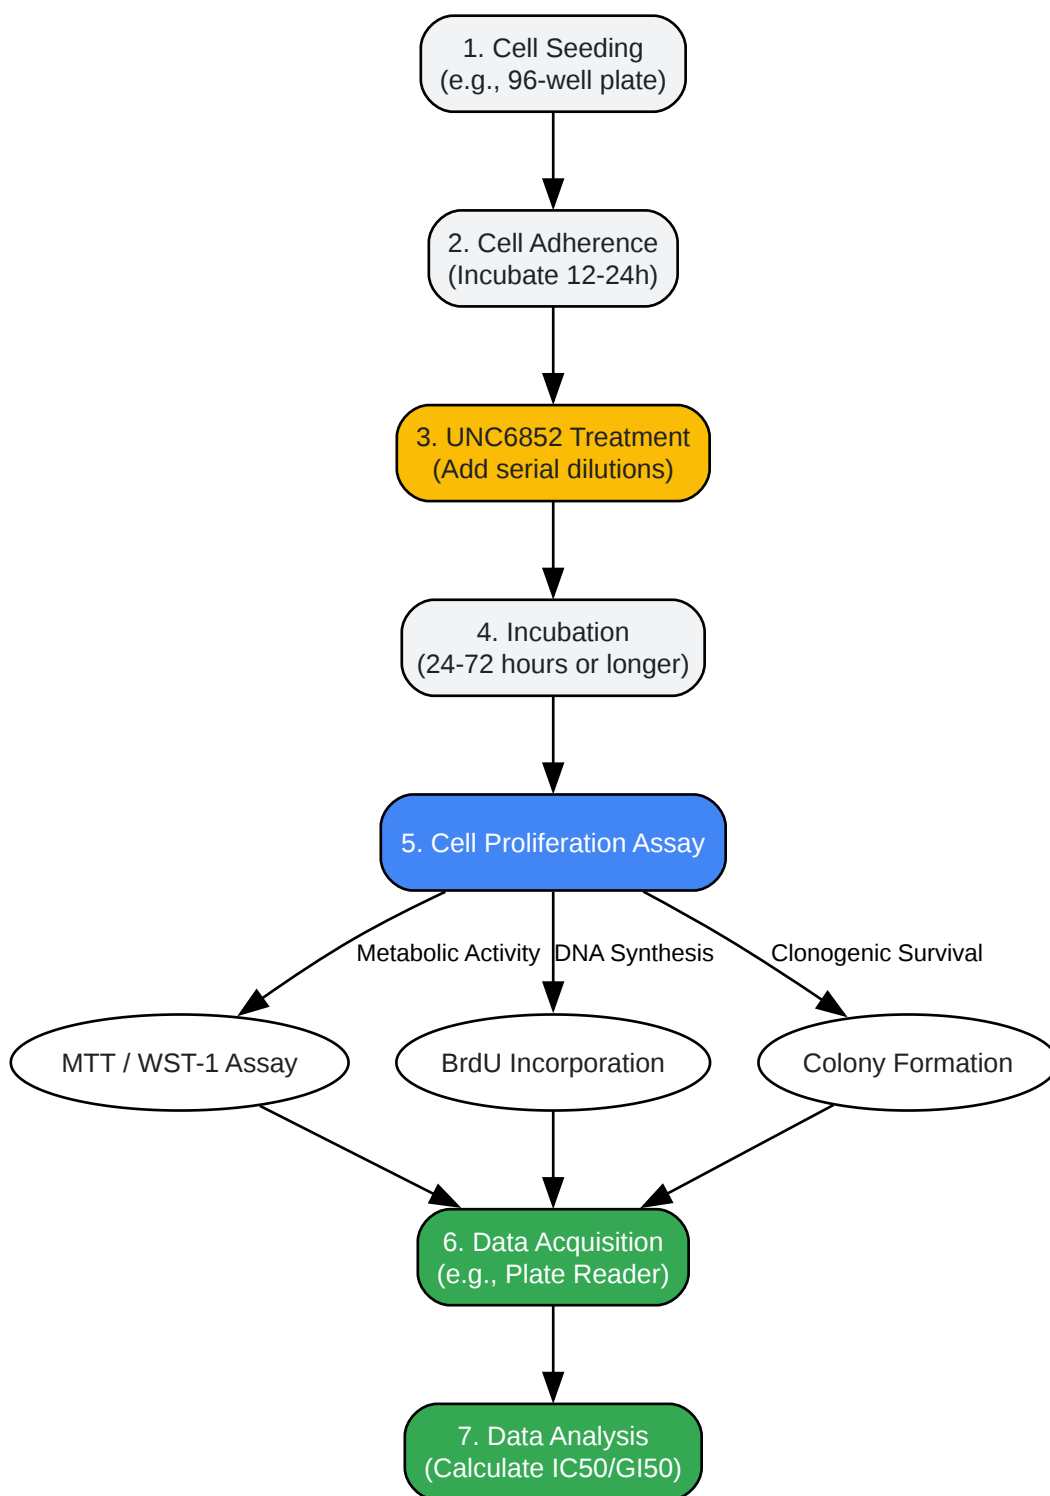 1. Cell Seeding
(e.g., 96-well plate)
2. Cell Adherence
(Incubate 12-24h)
3. UNC6852 Treatment
(Add serial dilutions)
4. Incubation
(24-72 hours or longer)
5. Cell Proliferation Assay
Metabolic Activity
DNA Synthesis
Clonogenic Survival
MTT / WST-1 Assay
BrdU Incorporation
Colony Formation
6. Data Acquisition
(e.g., Plate Reader)
7. Data Analysis
(Calculate IC50/GI50)